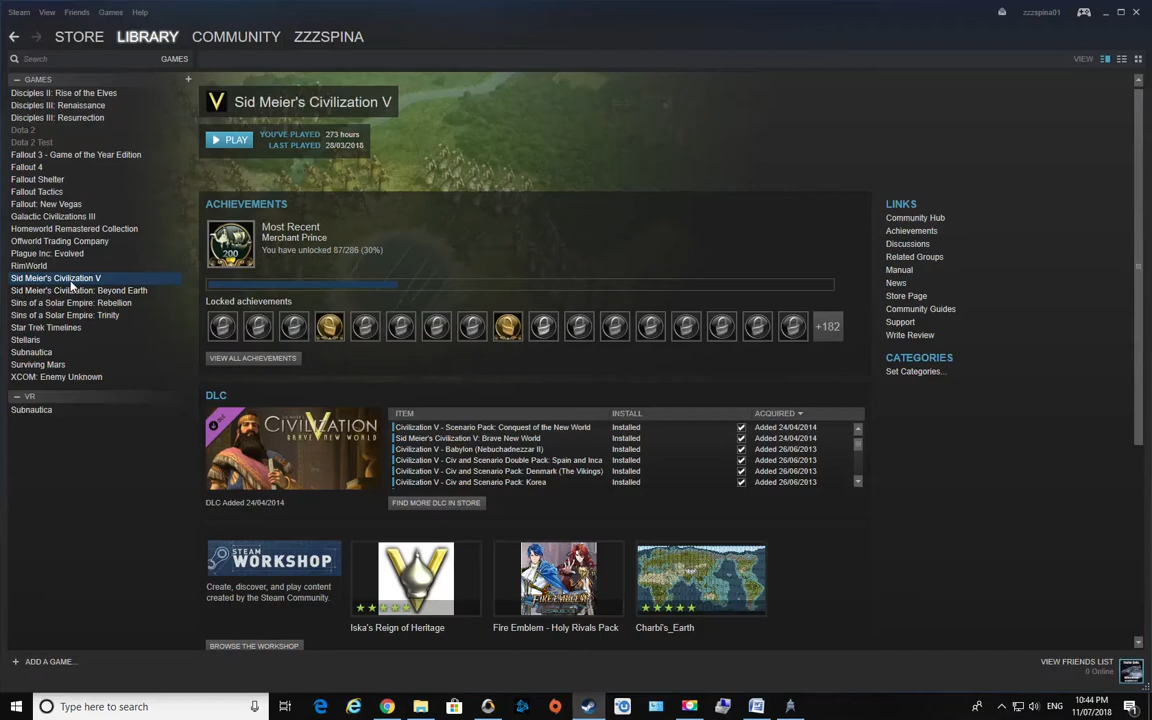 Steam View Friends Games Help
zzzspina01
STORE LIBRARY COMMUNITY ZZZSPINA
Search GAMES
VIEW
GAMES
Disciples II: Rise of the Elves
Disciples III: Renaissance
Disciples III: Resurrection
Dota 2
Dota 2 Test
Fallout 3 - Game of the Year Edition
Fallout 4
Fallout Shelter
Fallout Tactics
Fallout: New Vegas
Galactic Civilizations III
Homeworld Remastered Collection
Offworld Trading Company
Plague Inc: Evolved
RimWorld
Sid Meier's Civilization V
Sid Meier's Civilization: Beyond Earth
Sins of a Solar Empire: Rebellion
Sins of a Solar Empire: Trinity
Star Trek Timelines
Stellaris
Subnautica
Surviving Mars
XCOM: Enemy Unknown
VR
Subnautica
Sid Meier's Civilization V
PLAY
YOU'VE PLAYED 273 hours
LAST PLAYED 28/03/2018
ACHIEVEMENTS
Most Recent
Merchant Prince
You have unlocked 87/286 (30%)
200
Locked achievements
+182
VIEW ALL ACHIEVEMENTS
DLC
DLC
CIVILIZATION V
BRAVE NEW WORLD
DLC Added 24/04/2014
ITEM INSTALL ACQUIRED
Civilization V - Scenario Pack: Conquest of the New World Installed Added 24/04/2014
Sid Meier's Civilization V: Brave New World Installed Added 24/04/2014
Civilization V - Babylon (Nebuchadnezzar II) Installed Added 26/06/2013
Civilization V - Civ and Scenario Double Pack: Spain and Inca Installed Added 26/06/2013
Civilization V - Civ and Scenario Pack: Denmark (The Vikings) Installed Added 26/06/2013
Civilization V - Civ and Scenario Pack: Korea Installed Added 26/06/2013
FIND MORE DLC IN STORE
STEAM WORKSHOP
Create, discover, and play content
created by the Steam Community.
BROWSE THE WORKSHOP
Iska's Reign of Heritage
FIRE EMBLEM
Fire Emblem - Holy Rivals Pack
Charbi's_Earth
LINKS
Community Hub
Achievements
Discussions
Related Groups
Manual
News
Store Page
Community Guides
Support
Write Review
CATEGORIES
Set Categories...
ADD A GAME...
VIEW FRIENDS LIST
0 Online
Type here to search
ENG
10:44 PM
11/07/2018